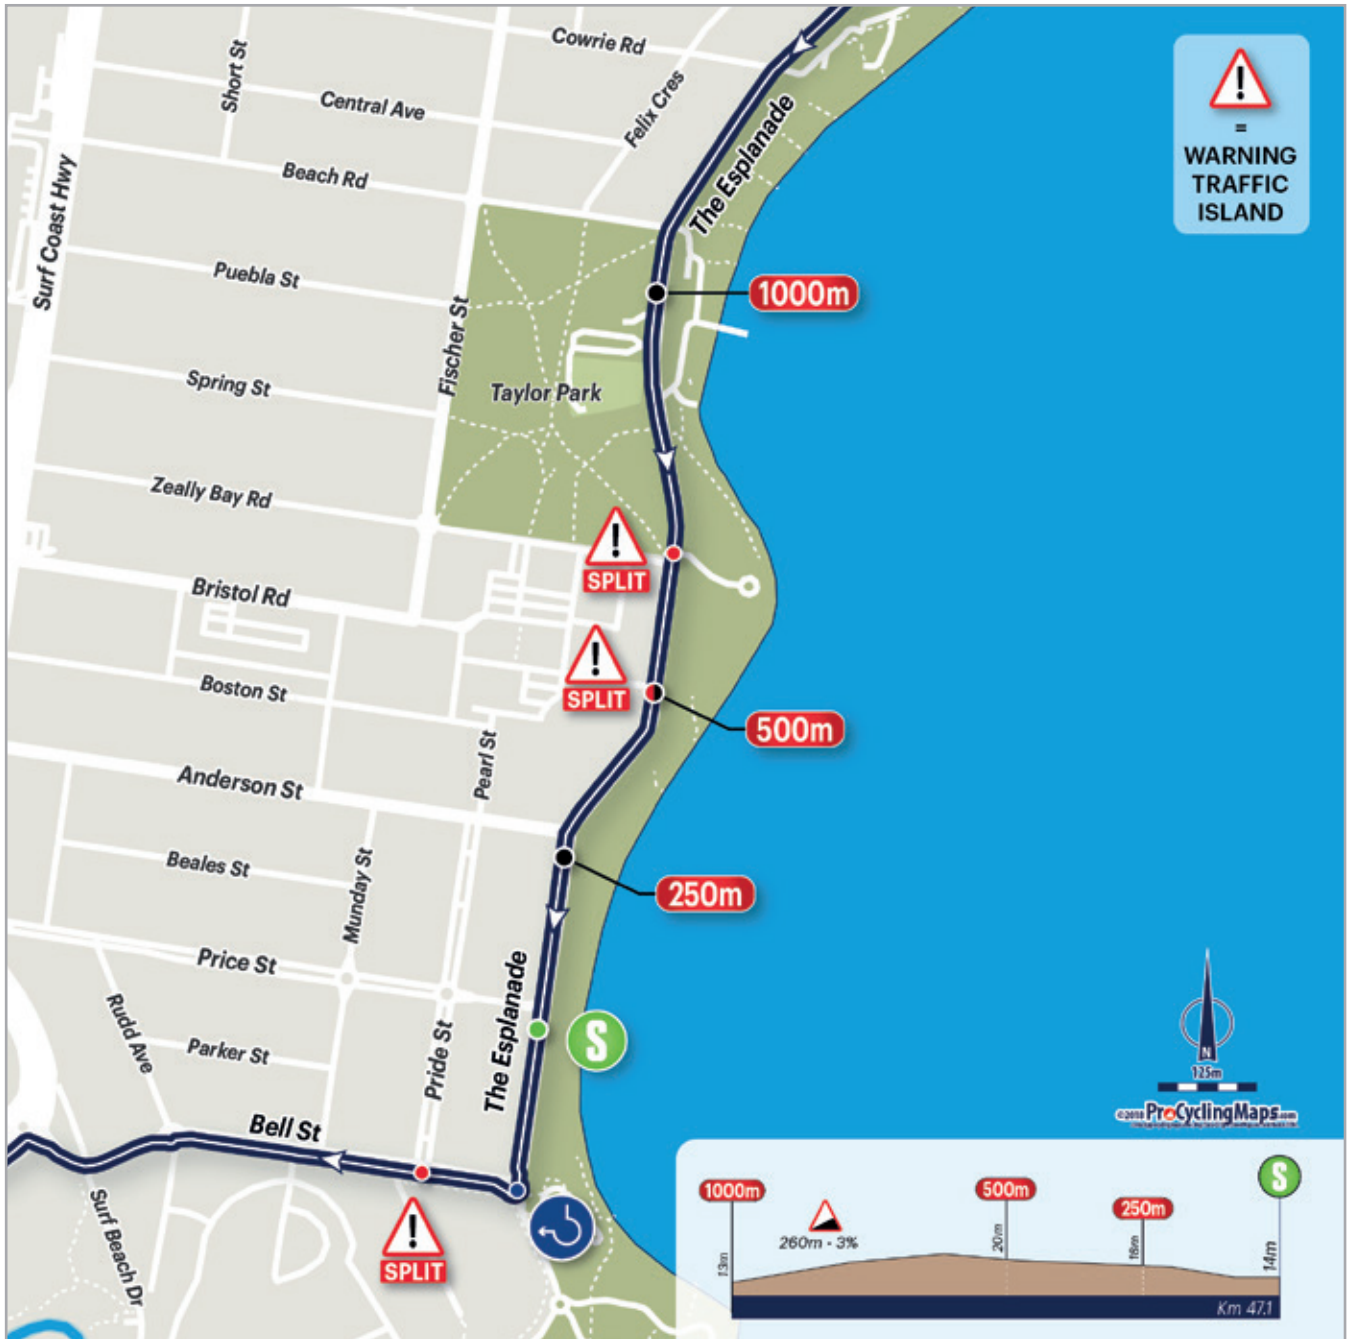 Cowrie Rd
Short St
Central Ave
Felix Cres
Beach Rd
The Esplanade
Surf Coast Hwy
!
=
WARNING
TRAFFIC
ISLAND
Puebla St
1000m
Fischer St
Spring St
Taylor Park
Zeally Bay Rd
!
SPLIT
Bristol Rd
!
SPLIT
Boston St
500m
Pearl St
Anderson St
Beales St
250m
Munday St
Price St
The Esplanade
Rudd Ave
Parker St
Pride St
S
N
125m
©2018 ProCyclingMaps.com
Bell St
Surf Beach Dr
!
SPLIT
1000m
500m
250m
S
260m - 3%
13m
20m
16m
14m
Km 47.1